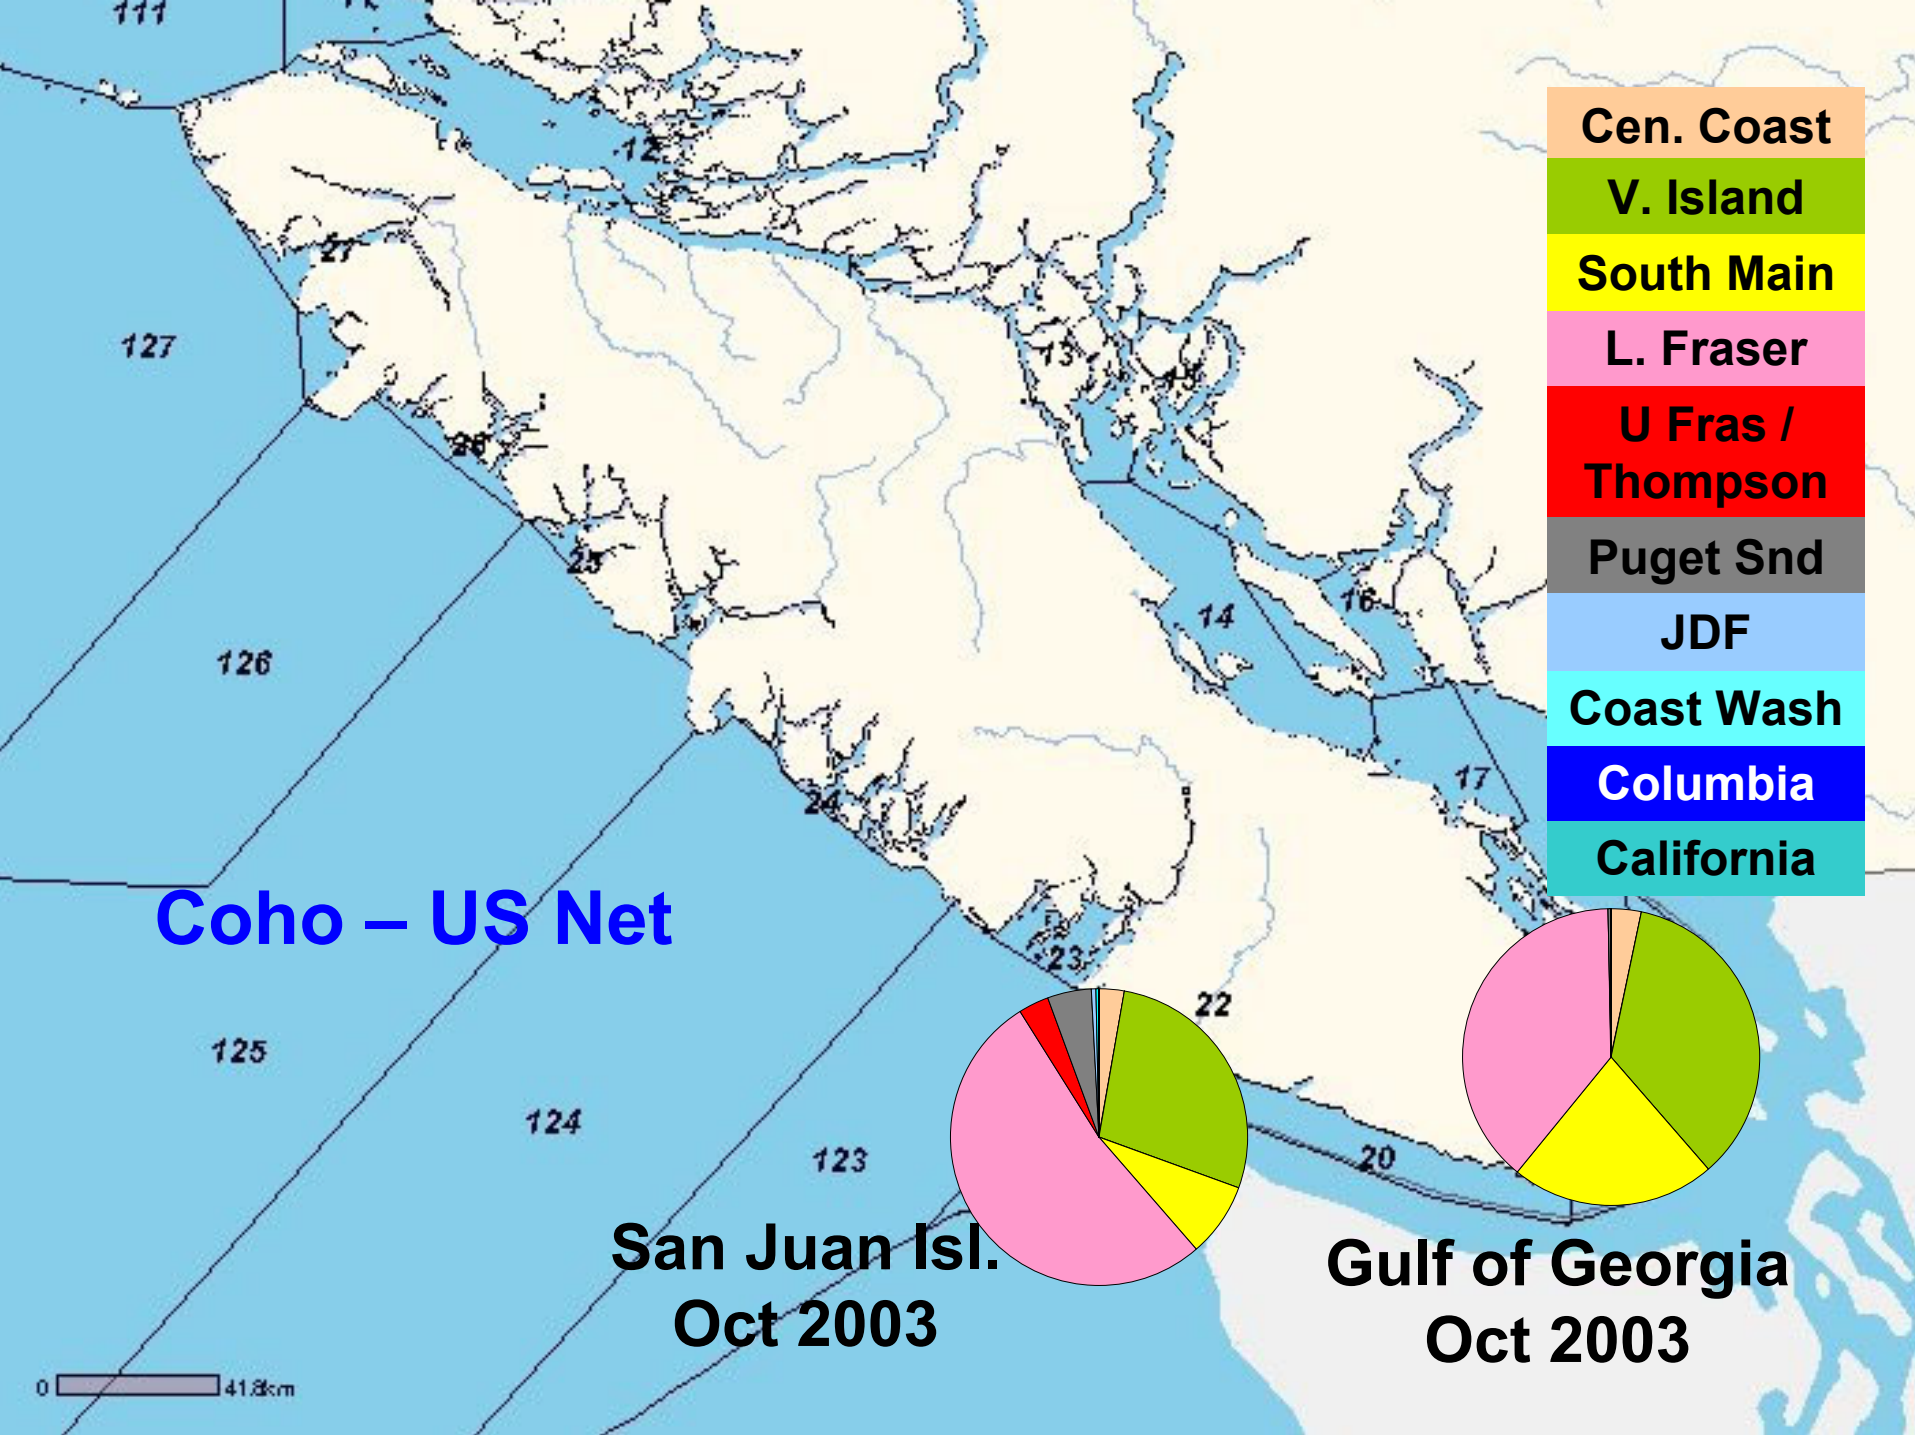 111
12
Cen. Coast
V. Island
South Main
L. Fraser
U Fras /
Thompson
Puget Snd
JDF
Coast Wash
Columbia
California
27
127
13
15
26
25
14
16
126
17
24
Coho – US Net
23
22
125
124
123
20
San Juan Isl.
Oct 2003
Gulf of Georgia
Oct 2003
0
41.8km